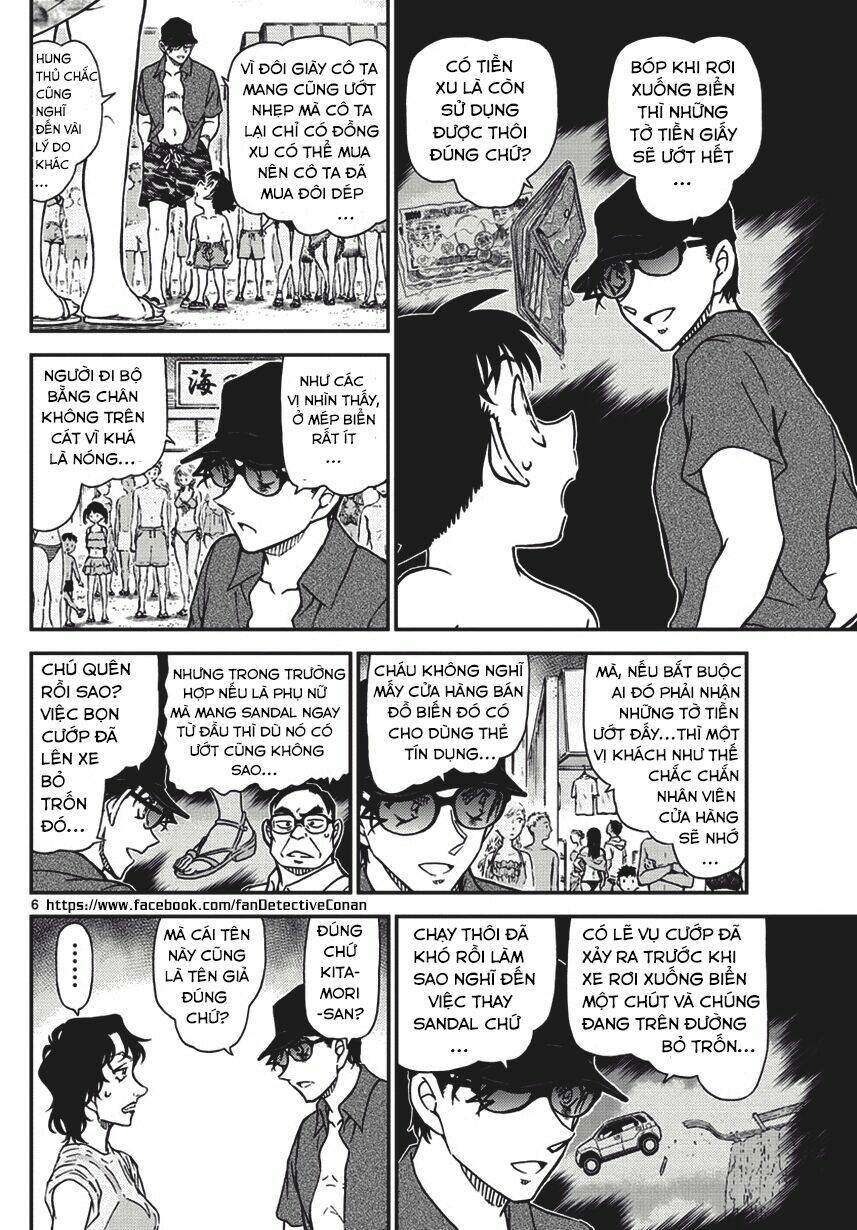 BÓP KHI RƠI
XUỐNG BIỂN
THÌ NHỮNG
TỜ TIỀN GIẤY
SẼ ƯỚT HẾT
...
CÓ TIỀN
XU LÀ CÒN
SỬ DỤNG
ĐƯỢC THÔI
ĐÚNG CHỨ?
VÌ ĐÔI GIÀY CÔ TA
MANG CŨNG ƯỚT
NHẸP MÀ CÔ TA
LẠI CHỈ CÓ ĐỒNG
XU CÓ THỂ MUA
NÊN CÔ TA ĐÃ
MUA ĐÔI DÉP
...
HUNG
THỦ CHẮC
CŨNG
NGHĨ
ĐẾN VÀI
LÝ DO
KHÁC
...
NHƯ CÁC
VỊ NHÌN THẤY,
Ở MÉP BIỂN
RẤT ÍT
...
NGƯỜI ĐI BỘ
BẰNG CHÂN
KHÔNG TRÊN
CÁT VÌ KHÁ
LÀ NÓNG...
海の
MÀ, NẾU BẮT BUỘC
AI ĐÓ PHẢI NHẬN
NHỮNG TỜ TIỀN
ƯỚT ĐẤY...THÌ MỘT
VỊ KHÁCH NHƯ THẾ
CHẮC CHẮN
NHÂN VIÊN
CỬA HÀNG
SẼ NHỚ
...
CHÁU KHÔNG NGHĨ
MẤY CỬA HÀNG BÁN
ĐỒ BIỂN ĐÓ CÓ
CHO DÙNG THẺ
TÍN DỤNG...
NHƯNG TRONG TRƯỜNG
HỢP NẾU LÀ PHỤ NỮ
MÀ MANG SANDAL NGAY
TỪ ĐẦU THÌ DÙ NÓ CÓ
ƯỚT CŨNG KHÔNG
SAO...
CHÚ QUÊN
RỒI SAO?
VIỆC BỌN
CƯỚP ĐÃ
LÊN XE
BỎ
TRỐN
ĐÓ...
6 https://www.facebook.com/fanDetectiveConan
CÓ LẼ VỤ CƯỚP ĐÃ
XẢY RA TRƯỚC KHI
XE RƠI XUỐNG BIỂN
MỘT CHÚT VÀ CHÚNG
ĐANG TRÊN ĐƯỜNG
BỎ TRỐN...
CHẠY THÔI ĐÃ
KHÓ RỒI LÀM
SAO NGHĨ ĐẾN
VIỆC THAY
SANDAL CHỨ
...
ĐÚNG
CHỨ
KITA-
MORI
-SAN?
MÀ CÁI TÊN
NÀY CŨNG
LÀ TÊN GIẢ
ĐÚNG
CHỨ?
......